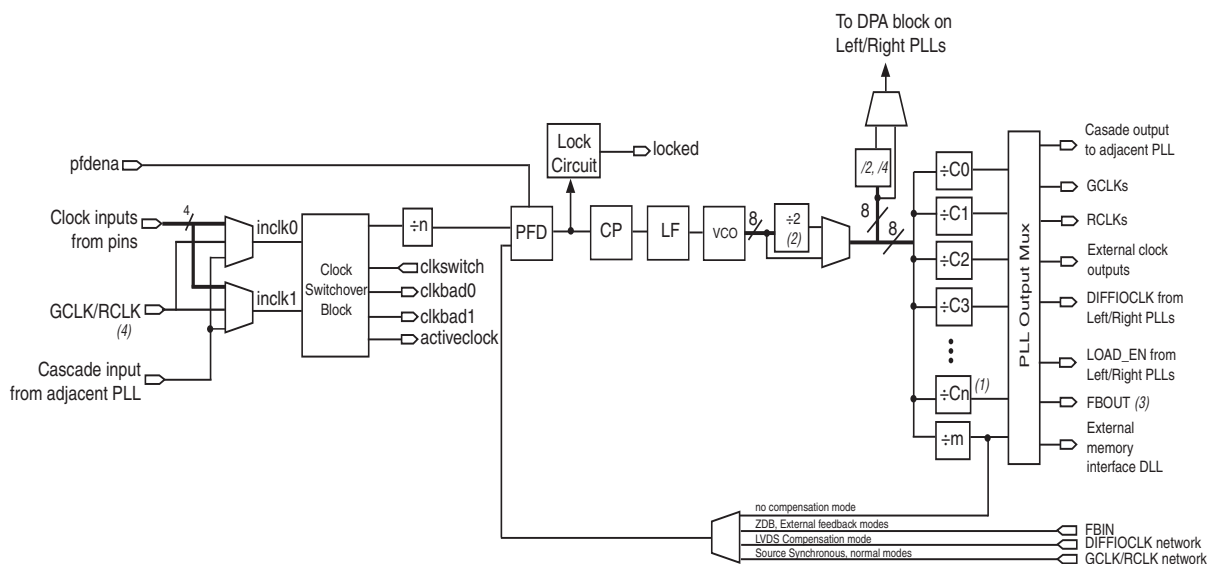 To DPA block on
Left/Right PLLs
Lock
Circuit
locked
pfdena
Casade output
to adjacent PLL
/2, /4
÷C0
GCLKs
4
Clock inputs
from pins
inclk0
÷n
PFD
CP
LF
VCO
8
÷2
(2)
8
8
÷C1
RCLKs
Clock
Switchover
Block
clkswitch
÷C2
External clock
outputs
inclk1
clkbad0
GCLK/RCLK
(4)
clkbad1
÷C3
DIFFIOCLK from
Left/Right PLLs
activeclock
PLL Output Mux
Cascade input
from adjacent PLL
LOAD_EN from
Left/Right PLLs
÷Cn
(1)
FBOUT (3)
÷m
External
memory
interface DLL
no compensation mode
ZDB, External feedback modes
FBIN
LVDS Compensation mode
DIFFIOCLK network
Source Synchronous, normal modes
GCLK/RCLK network